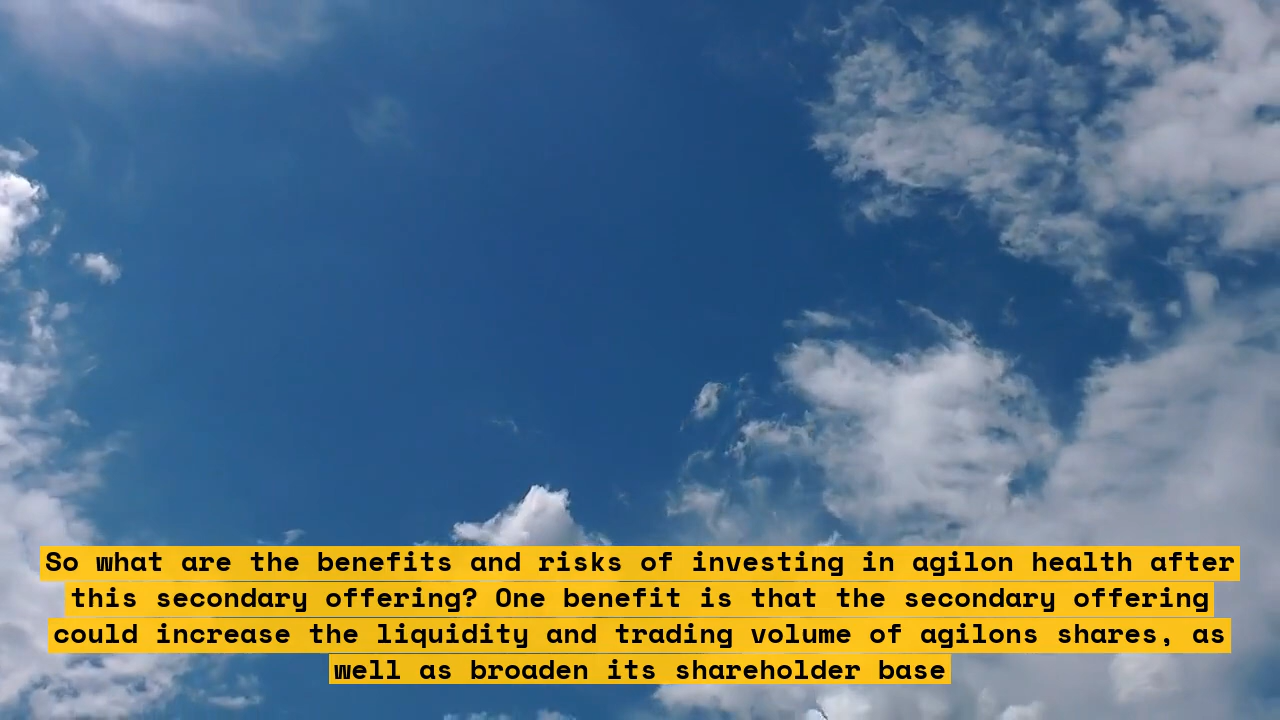 So what are the benefits and risks of investing in agilon health after
this secondary offering? One benefit is that the secondary offering
could increase the liquidity and trading volume of agilons shares, as
well as broaden its shareholder base